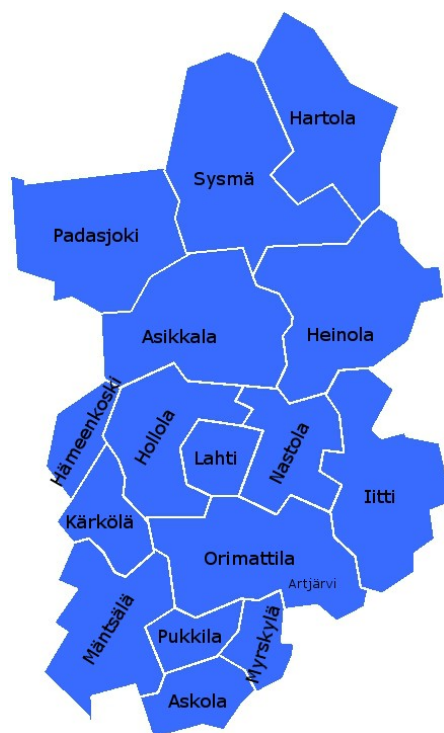 Hartola
Sysmä
Padasjoki
Asikkala
Heinola
Hämeenkoski
Hollola
Lahti
Nastola
Iitti
Kärkölä
Orimattila
Artjärvi
Mäntsälä
Pukkila
Myrskylä
Askola